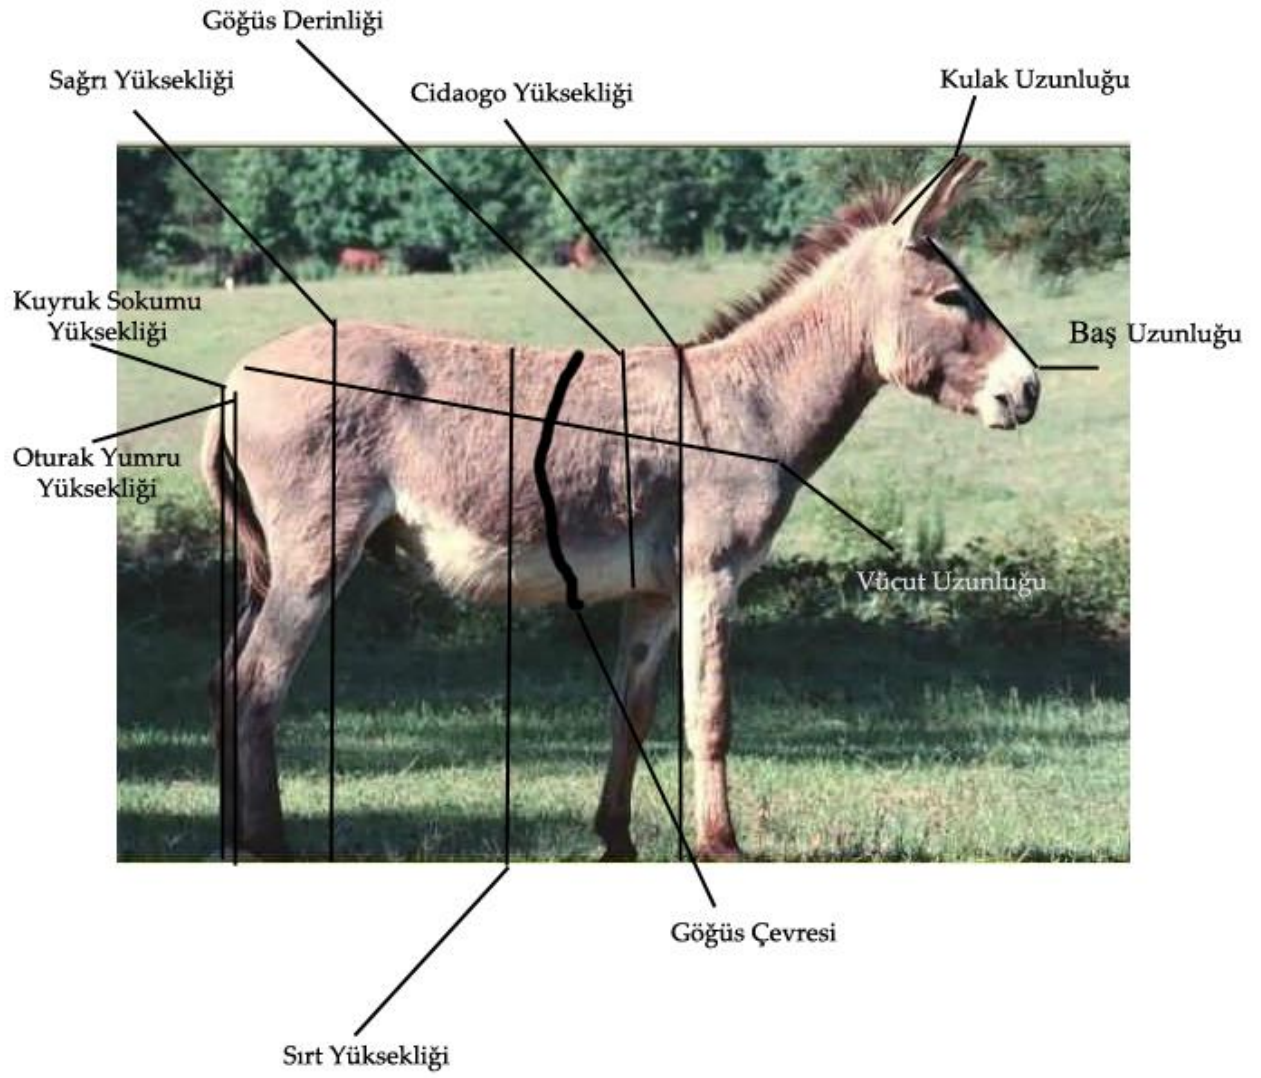 Göğüs Derinliği
Sağrı Yüksekliği
Cidaogo Yüksekliği
Kulak Uzunluğu
Kuyruk Sokumu
Yüksekliği
Baş Uzunluğu
Oturak Yumru
Yüksekliği
Vücut Uzunluğu
Göğüs Çevresi
Sırt Yüksekliği